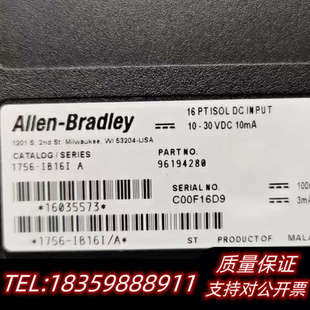 Allen-Bradley
16 PT ISOL DC INPUT
10 - 30 VDC 10mA
1201 S. 2nd St. Milwaukee, WI 53204-USA
CATALOG/SERIES
1756-IB16I A
PART NO.
96194280
SERIAL NO.
C00F16D9
*16035573*
*1756-IB16I/A*
ST PRODUCT OF
TEL:18359888911
质量保证
支持对公开票